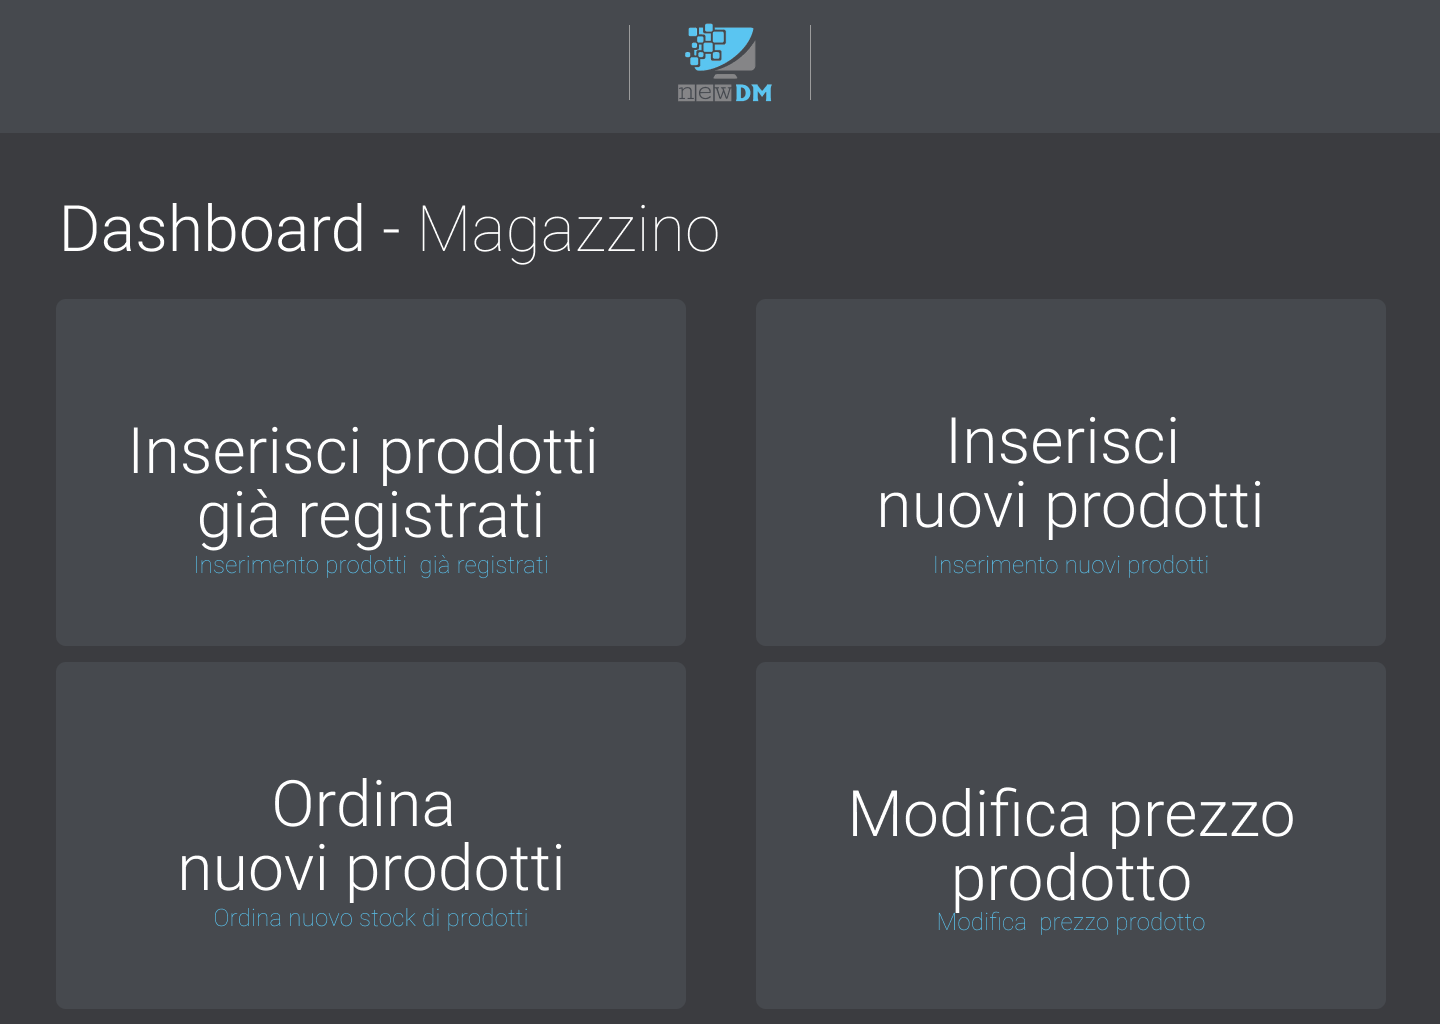 newDM
Dashboard - Magazzino
Inserisci prodotti
già registrati
Inserimento prodotti già registrati
Inserisci
nuovi prodotti
Inserimento nuovi prodotti
Ordina
nuovi prodotti
Ordina nuovo stock di prodotti
Modifica prezzo
prodotto
Modifica prezzo prodotto